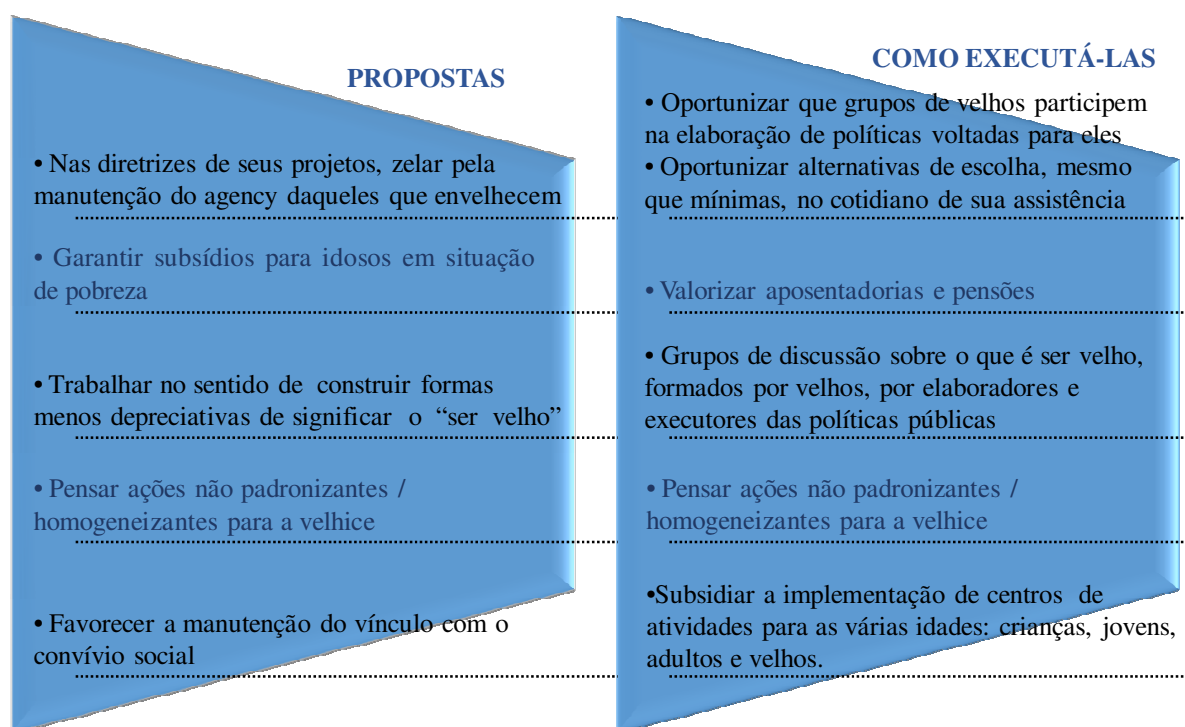 PROPOSTAS
• Nas diretrizes de seus projetos, zelar pela
manutenção do agency daqueles que envelhecem
• Garantir subsídios para idosos em situação
de pobreza
• Trabalhar no sentido de construir formas
menos depreciativas de significar o “ser velho”
• Pensar ações não padronizantes /
homogeneizantes para a velhice
• Favorecer a manutenção do vínculo com o
convívio social
COMO EXECUTÁ-LAS
• Oportunizar que grupos de velhos participem
na elaboração de políticas voltadas para eles
• Oportunizar alternativas de escolha, mesmo
que mínimas, no cotidiano de sua assistência
• Valorizar aposentadorias e pensões
• Grupos de discussão sobre o que é ser velho,
formados por velhos, por elaboradores e
executores das políticas públicas
• Pensar ações não padronizantes /
homogeneizantes para a velhice
•Subsidiar a implementação de centros de
atividades para as várias idades: crianças, jovens,
adultos e velhos.